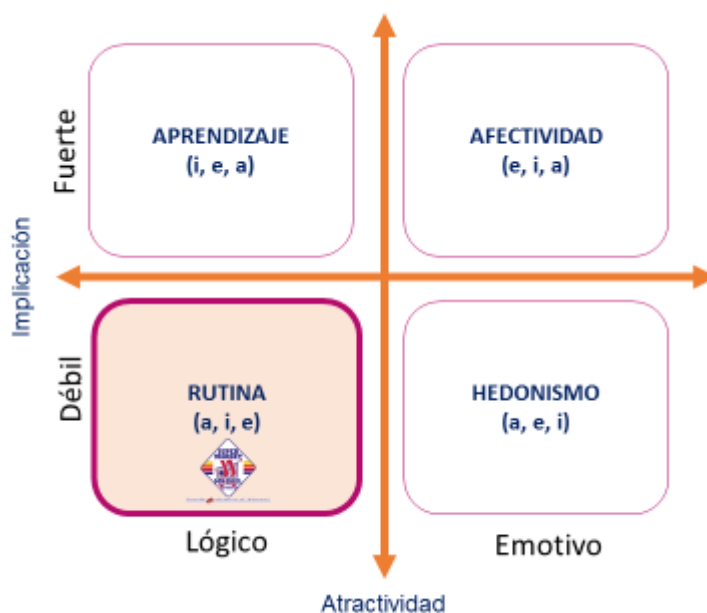 APRENDIZAJE
(i, e, a)
AFECTIVIDAD
(e, i, a)
Fuerte
Implicación
Débil
RUTINA
(a, i, e)
HEDONISMO
(a, e, i)
Lógico
Emotivo
Atractividad